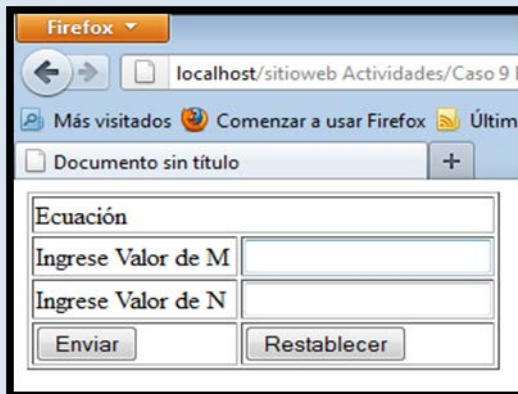 Firefox
localhost/sitioweb Actividades/Caso 9
Más visitados Comenzar a usar Firefox Últim
Documento sin título +
Ecuación
Ingrese Valor de M
Ingrese Valor de N
Enviar Restablecer